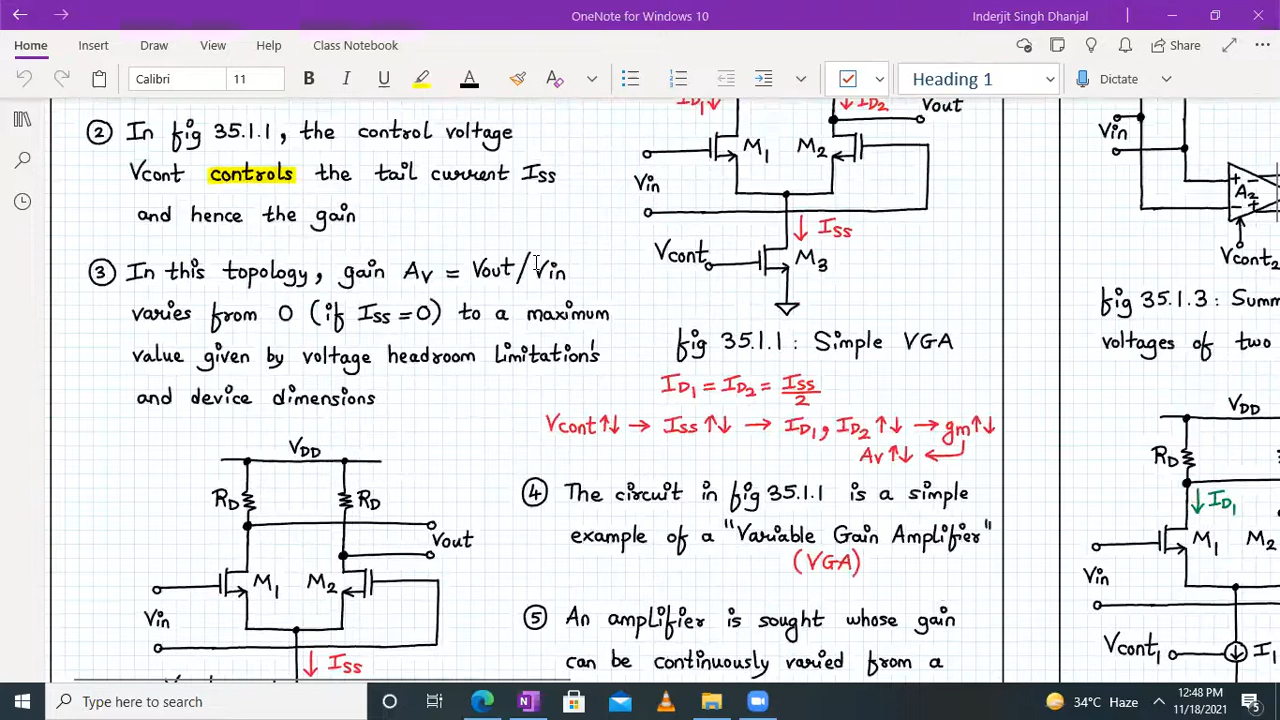 OneNote for Windows 10
Inderjit Singh Dhanjal
Home Insert Draw View Help Class Notebook
Share
Calibri 11 B I U A
Heading 1
Dictate
② In fig 35.1.1, the control voltage
Vcont controls the tail current ISS
and hence the gain
③ In this topology, gain Av = Vout/Vin
varies from 0 (if ISS=0) to a maximum
value given by voltage headroom limitations
and device dimensions
VDD
RD RD
Vout
M1 M2
Vin
↓ ISS
ID1↓ ↓ID2 Vout
M1 M2
Vin
↓ ISS
Vcont
M3
fig 35.1.1: Simple VGA
ID1 = ID2 = ISS/2
Vcont↑↓ → ISS↑↓ → ID1, ID2↑↓ → gm↑↓
Av↑↓ ←
④ The circuit in fig 35.1.1 is a simple
example of a "Variable Gain Amplifier"
(VGA)
⑤ An amplifier is sought whose gain
can be continuously varied from a
Vin
+ −
A2
− +
Vcont2
fig 35.1.3: Summ
voltages of two
VDD
RD
↓ ID1
M1 M2
Vin
Vcont1 I1
Type here to search
34°C Haze
12:48 PM
11/18/2021
5